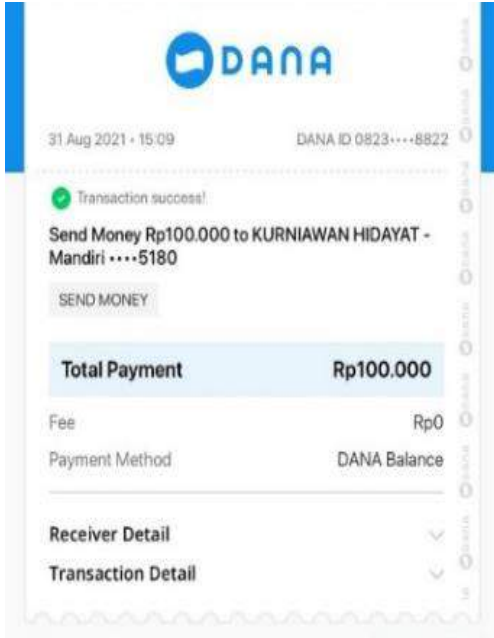 DANA
31 Aug 2021 • 15:09 DANA ID 0823••••8822
Transaction success!
Send Money Rp100.000 to KURNIAWAN HIDAYAT -
Mandiri ••••5180
SEND MONEY
Total Payment Rp100.000
Fee Rp0
Payment Method DANA Balance
Receiver Detail
Transaction Detail